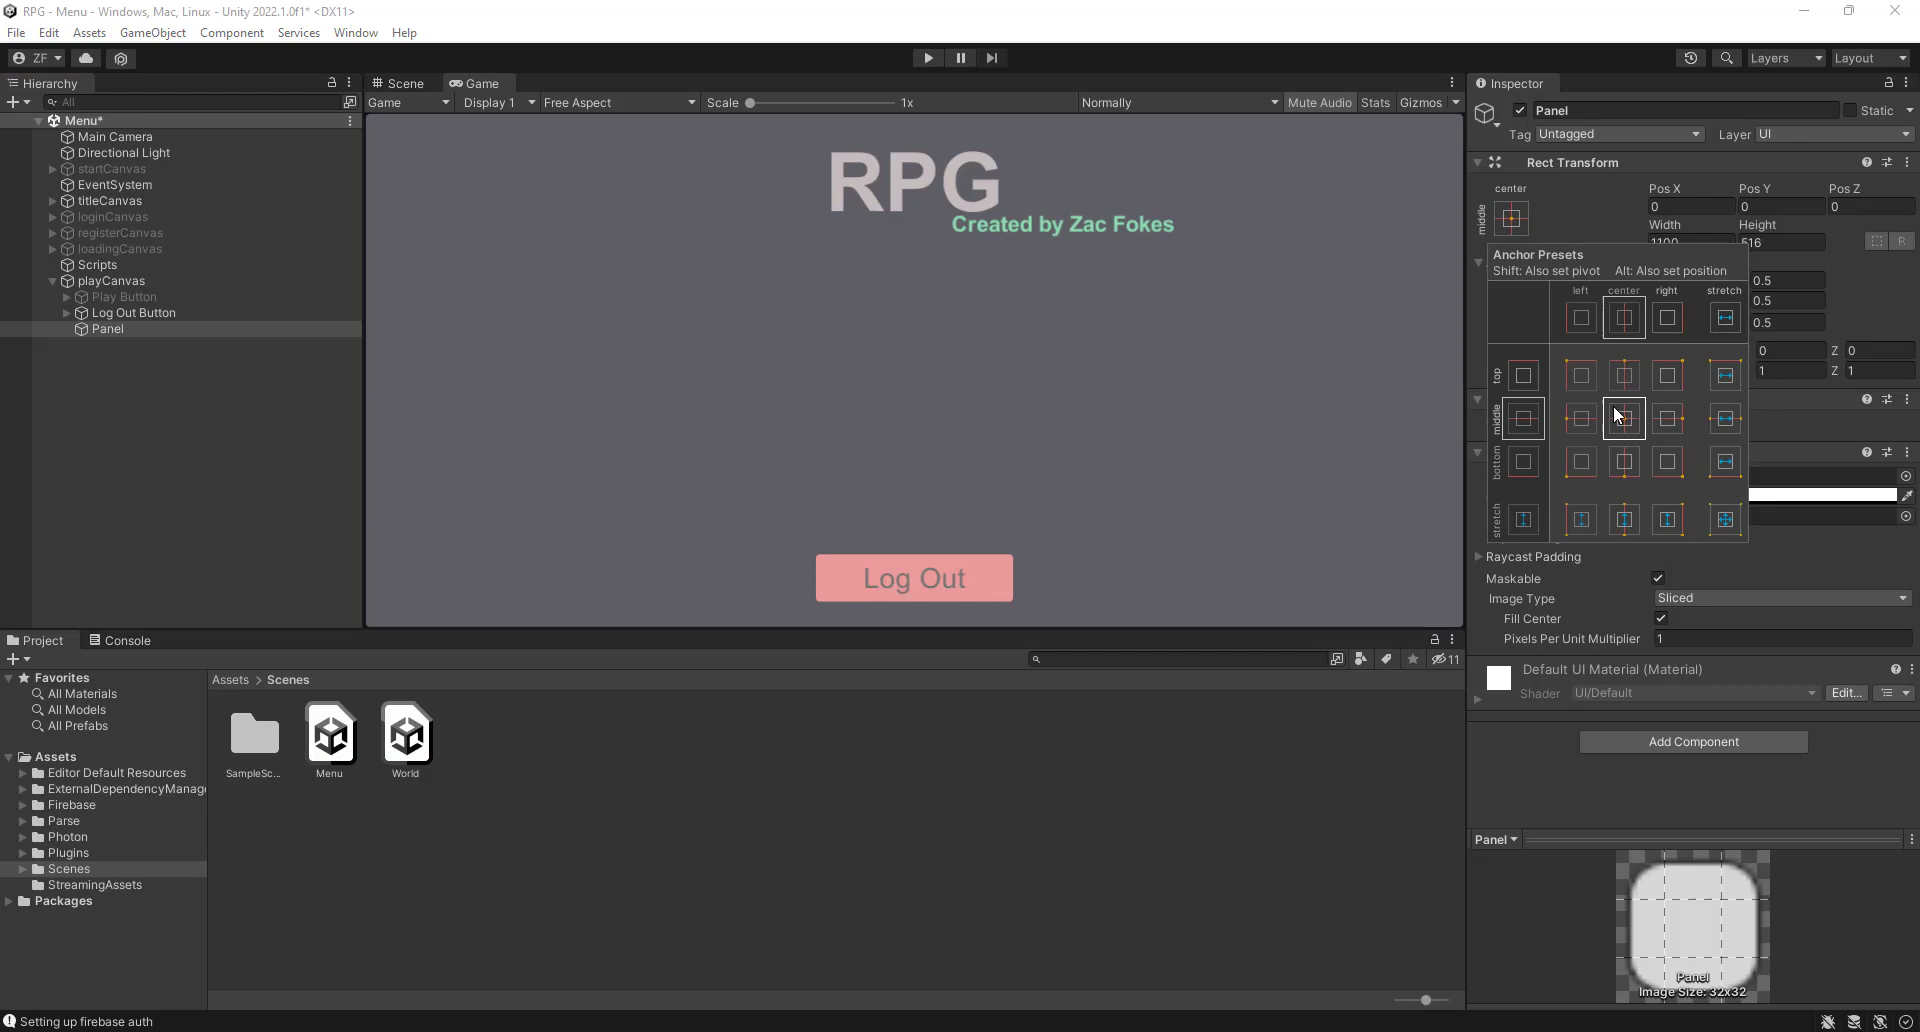 RPG - Menu - Windows, Mac, Linux - Unity 2022.1.0f1* <DX11>
File Edit Assets GameObject Component Services Window Help
ZF Layers Layout
Hierarchy Scene Game Inspector
All Game Display 1 Free Aspect Scale 1x Normally Mute Audio Stats Gizmos
Panel Static
Tag Untagged Layer UI
Menu*
Main Camera
Directional Light
startCanvas
EventSystem
titleCanvas
loginCanvas
registerCanvas
loadingCanvas
Scripts
playCanvas
Play Button
Log Out Button
Panel
RPG
Created by Zac Fokes
Log Out
Rect Transform
center Pos X Pos Y Pos Z
middle 0 0 0
Width Height
1100 516 R
Anchor Presets
Shift: Also set pivot Alt: Also set position
left center right stretch
top
middle
bottom
stretch
0.5
0.5
0.5
0 Z 0
1 Z 1
Raycast Padding
Maskable
Image Type Sliced
Fill Center
Pixels Per Unit Multiplier 1
Default UI Material (Material)
Shader UI/Default Edit...
Add Component
Panel
Panel
Image Size: 32x32
Project Console
11
Favorites
All Materials
All Models
All Prefabs
Assets
Editor Default Resources
ExternalDependencyManag
Firebase
Parse
Photon
Plugins
Scenes
StreamingAssets
Packages
Assets > Scenes
SampleSc... Menu World
Setting up firebase auth